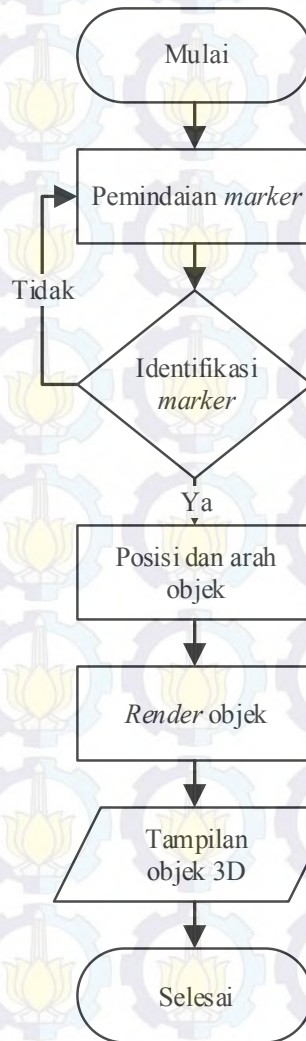 Mulai
Pemindaian marker
Tidak
Identifikasi
marker
Ya
Posisi dan arah
objek
Render objek
Tampilan
objek 3D
Selesai